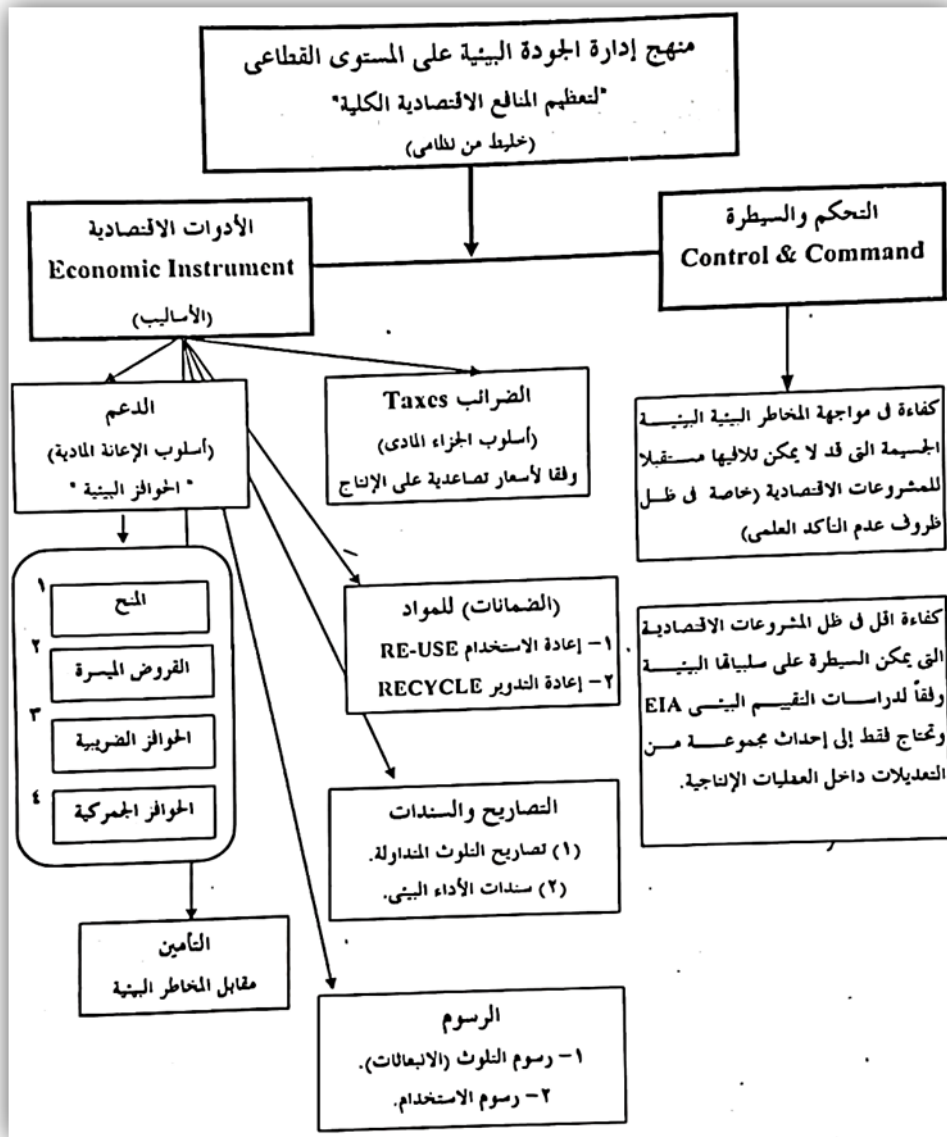 منهج إدارة الجودة البيئية على المستوى القطاعى
"لتعظيم المنافع الاقتصادية الكلية"
(خليط من نظامى)
التحكم والسيطرة
Control & Command
الأدوات الاقتصادية
Economic Instrument
(الأساليب)
كفاءة فى مواجهة المخاطر البيئية البيئيـــة
الجسيمة التى قد لا يمكن تلافيها مستقبلا
للمشروعات الاقتصادية (خاصة فى ظل
ظروف عدم التأكد العلمى)
كفاءة اقل فى ظل المشروعات الاقتصادية
التى يمكن السيطرة على سلبياتها البيئيـــة
وفقاً لدراسات التقييم البيئى EIA
وتحتاج فقط إلى إحداث مجموعة من
التعديلات داخل العمليات الإنتاجية.
الضرائب Taxes
(أسلوب الجزاء المادى)
وفقا لأسعار تصاعدية على الإنتاج
الدعم
(أسلوب الإعانة المادية)
" الحوافز البيئية "
١ المنح
٢ القروض الميسرة
٣ الحوافز الضريبية
٤ الحوافز الجمركية
(الضمانات) للمواد
١- إعادة الاستخدام RE-USE
٢- إعادة التدوير RECYCLE
التصاريح والسندات
(١) تصاريح التلوث المتداولة.
(٢) سندات الأداء البيئى.
التأمين
مقابل المخاطر البيئية
الرسوم
١- رسوم التلوث (الانبعاثات).
٢- رسوم الاستخدام.